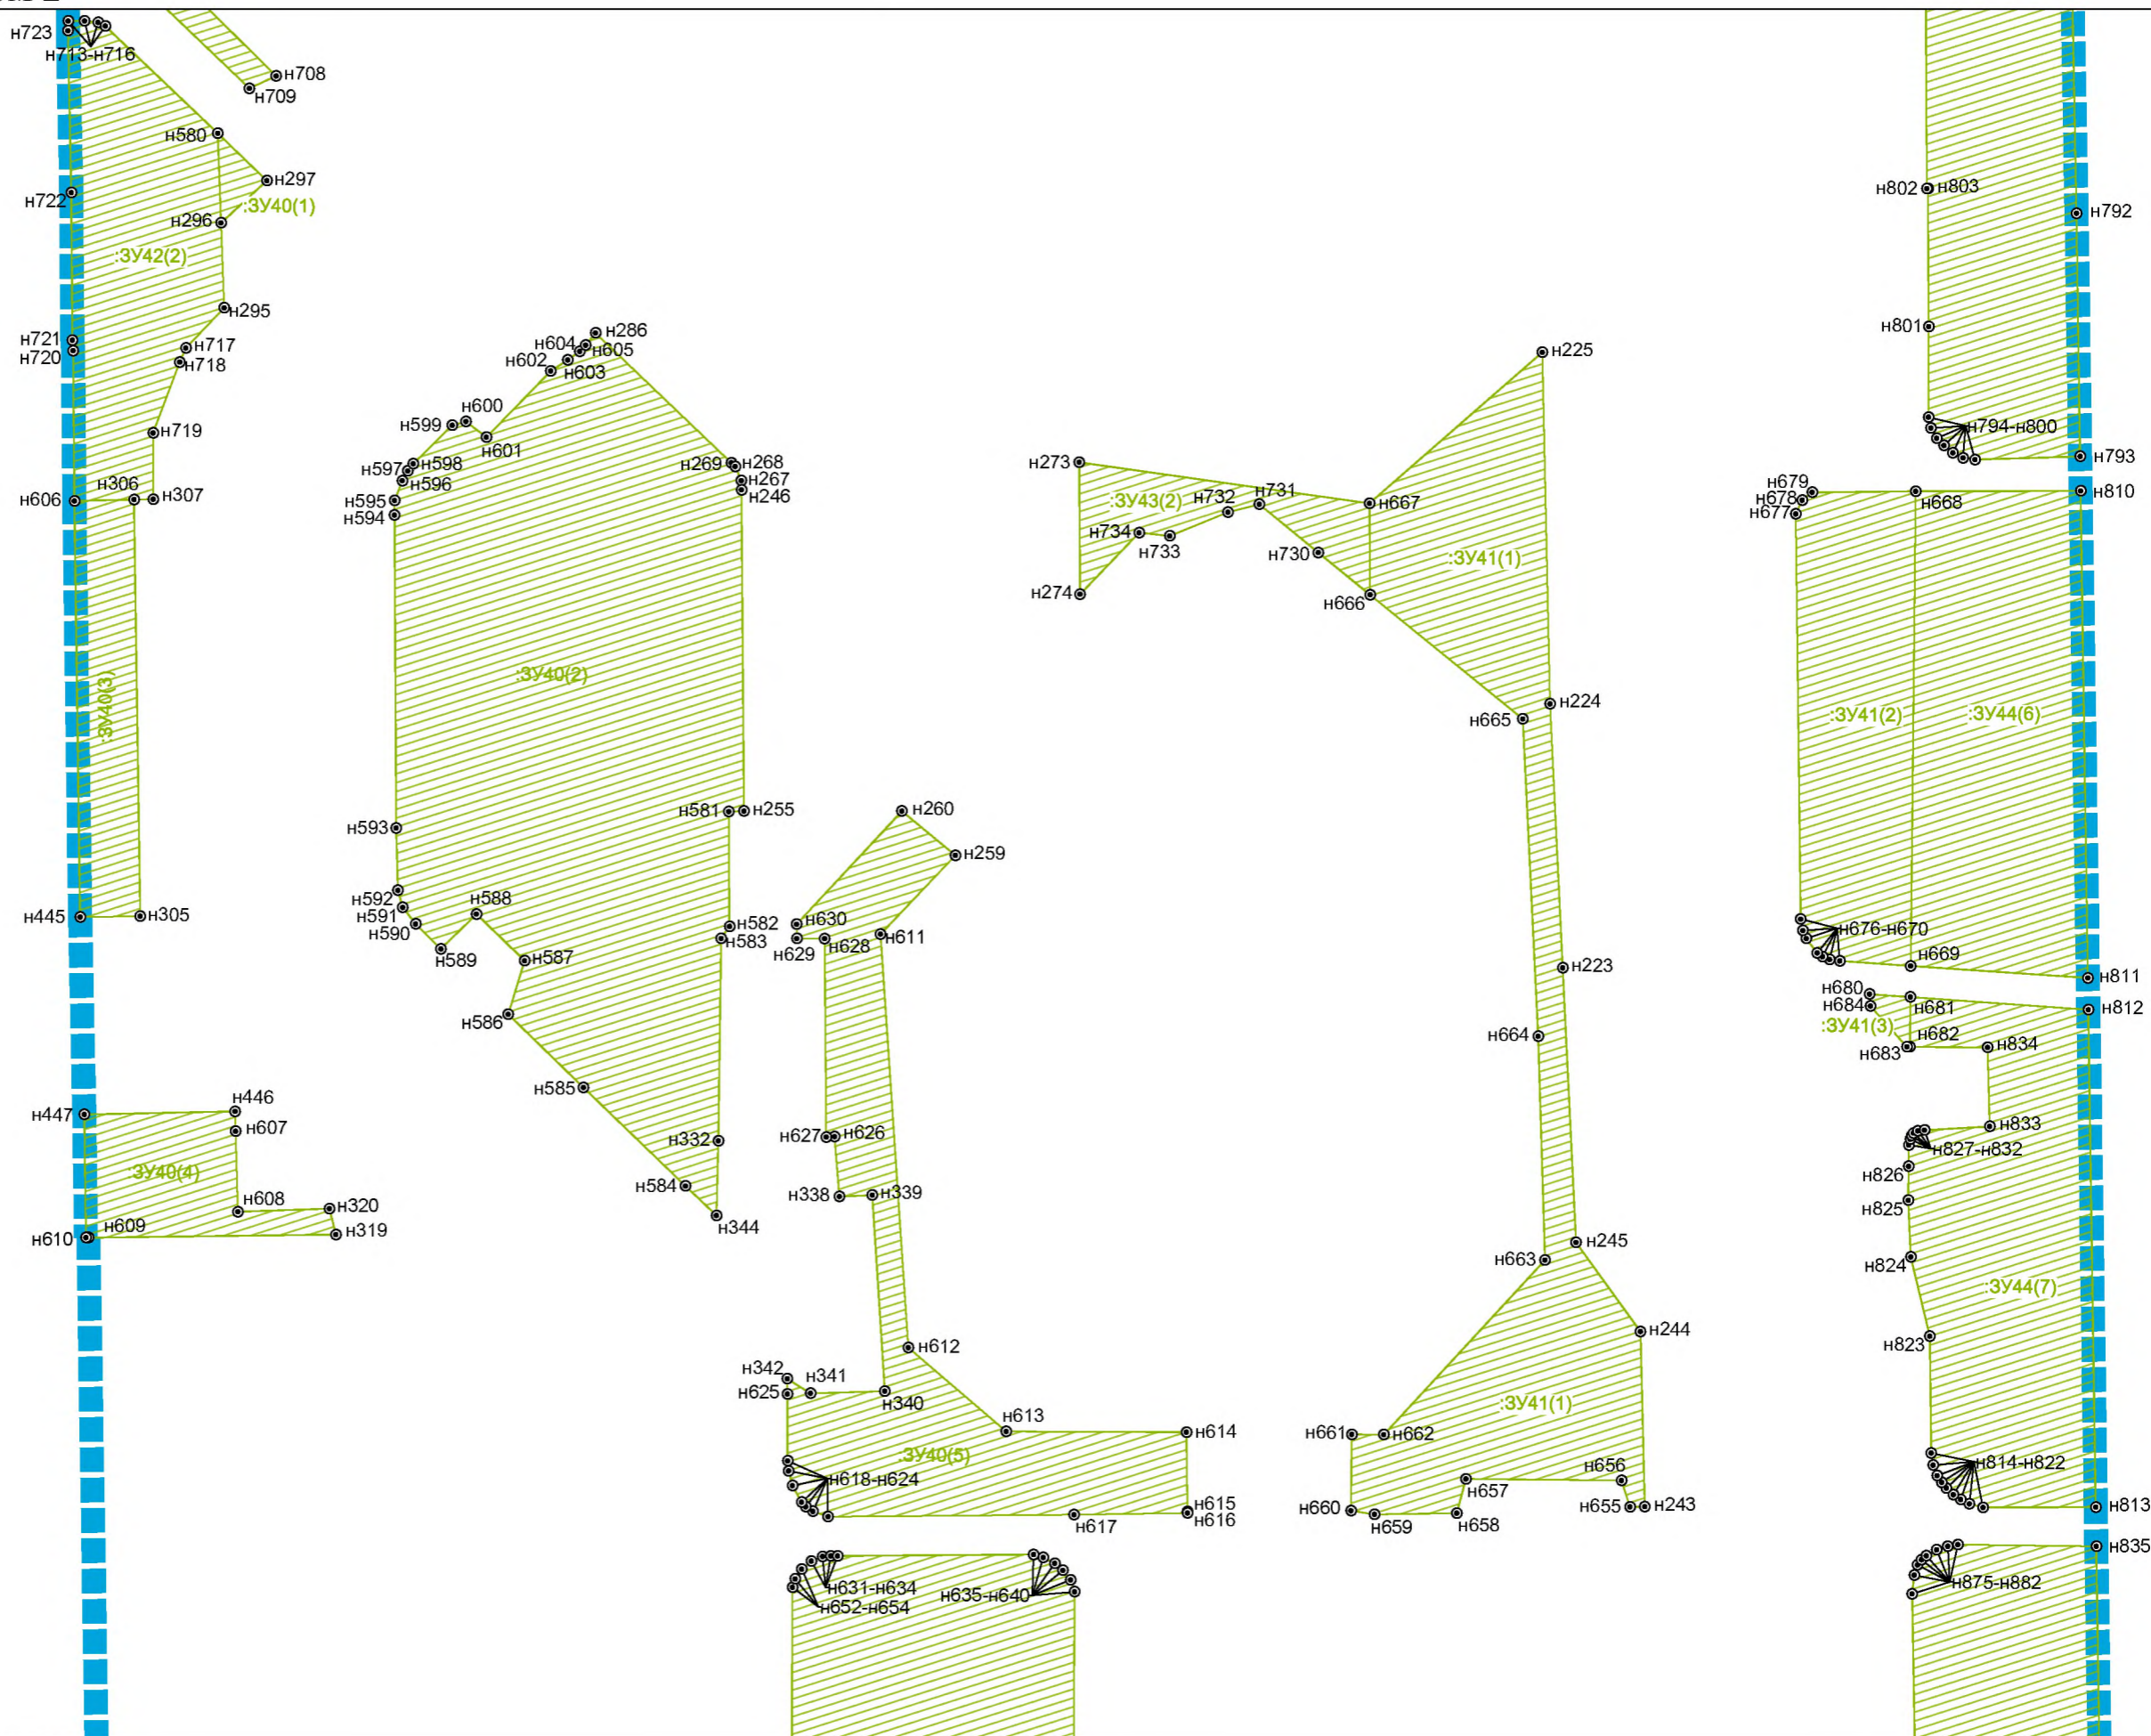 н723
н713-н716
н708
н709
н580
н297
:ЗУ40(1)
н722
н296
:ЗУ42(2)
н295
н721
н720
н717
н718
н719
н606
н306
н307
:ЗУ40(3)
н445
н305
н447
н446
н607
:ЗУ40(4)
н608
н320
н609
н610
н319
н286
н604
н605
н602
н603
н600
н599
н601
н598
н597
н596
н595
н594
н269
н268
н267
н246
:ЗУ40(2)
н581
н255
н593
н592
н591
н590
н588
н589
н587
н586
н582
н583
н585
н332
н584
н344
н260
н259
н630
н629
н628
н611
н627
н626
н338
н339
н612
н342
н341
н625
н340
н613
н614
:ЗУ40(5)
н618-н624
н615
н616
н617
н631-н634
н652-н654
н635-н640
н225
н273
:ЗУ43(2)
н732
н731
н667
н734
н733
н730
н274
н666
:ЗУ41(1)
н224
н665
н223
н664
н245
н663
н244
:ЗУ41(1)
н661
н662
н656
н657
н655
н243
н660
н659
н658
н802
н803
н792
н801
н794-н800
н793
н679
н678
н677
н668
н810
:ЗУ41(2)
:ЗУ44(6)
н676-н670
н669
н811
н680
н684
н681
н812
:ЗУ41(3)
н682
н683
н834
н833
н827-н832
н826
н825
н824
:ЗУ44(7)
н823
н814-н822
н813
н835
н875-н882